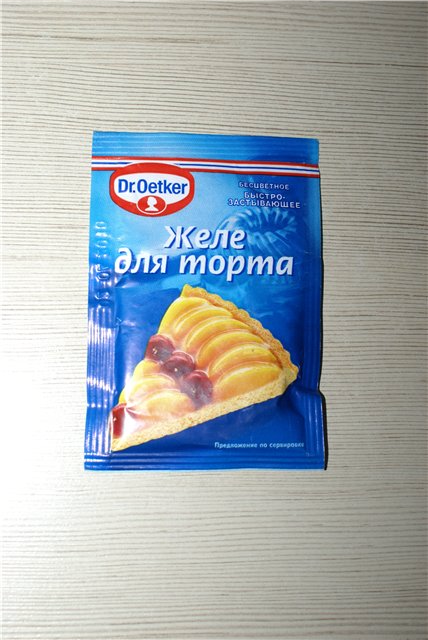 Dr.Oetker
БЕСЦВЕТНОЕ
БЫСТРО-
ЗАСТЫВАЮЩЕЕ
Желе
для торта
Предложение по сервировке